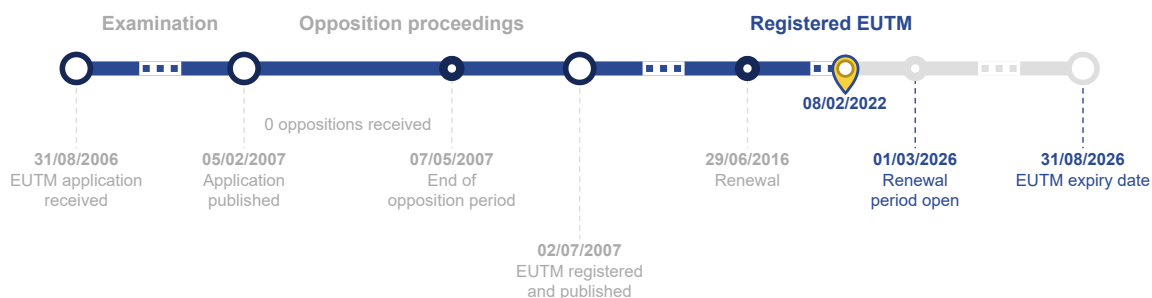 Examination
Opposition proceedings
Registered EUTM
08/02/2022
0 oppositions received
31/08/2006
EUTM application
received
05/02/2007
Application
published
07/05/2007
End of
opposition period
29/06/2016
Renewal
01/03/2026
Renewal
period open
31/08/2026
EUTM expiry date
02/07/2007
EUTM registered
and published